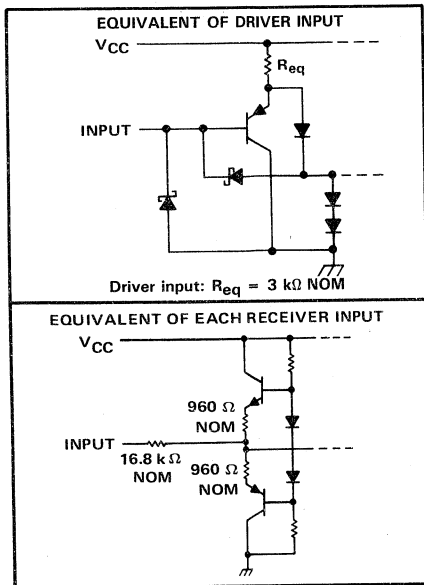 EQUIVALENT OF DRIVER INPUT
VCC
Req
INPUT
Driver input: Req = 3 kΩ NOM
EQUIVALENT OF EACH RECEIVER INPUT
VCC
960 Ω
NOM
INPUT
16.8 k Ω
NOM
960 Ω
NOM